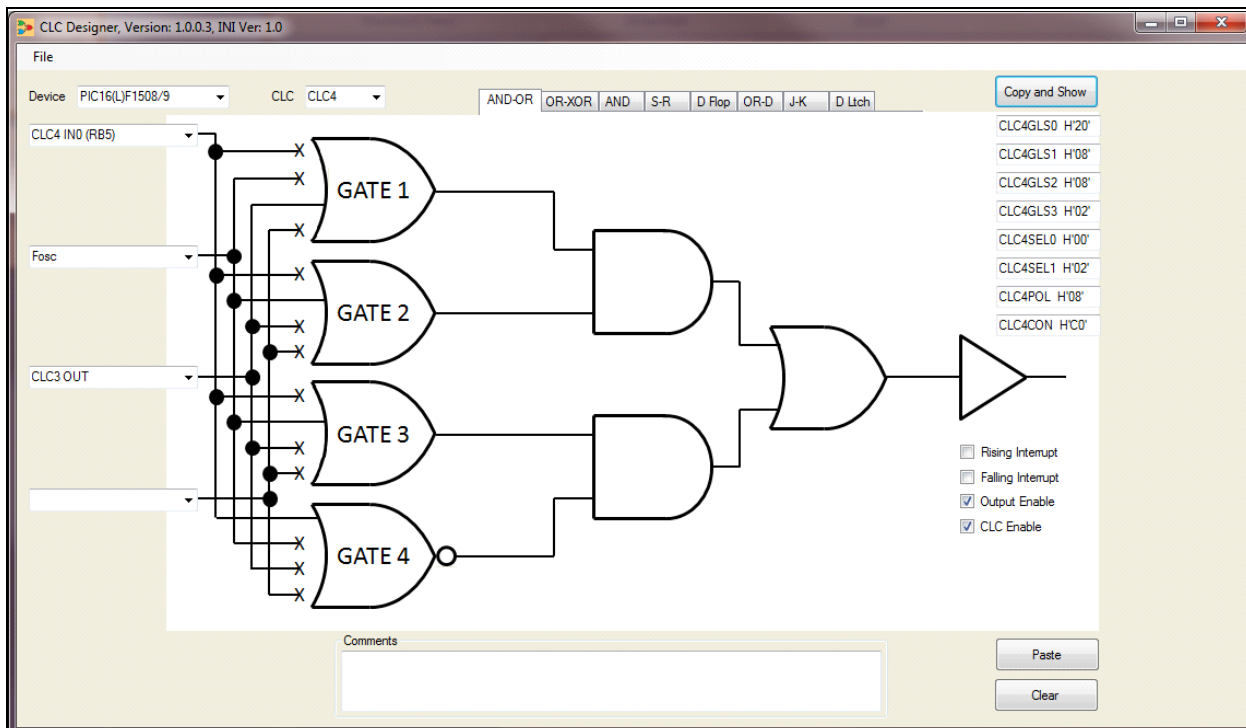 CLC Designer, Version: 1.0.0.3, INI Ver: 1.0
File
Device PIC16(L)F1508/9 CLC CLC4
AND-OR OR-XOR AND S-R D Flop OR-D J-K D Ltch
Copy and Show
CLC4 IN0 (RB5)
Fosc
CLC3 OUT
X
X
X
GATE 1
X
X
X
GATE 2
X
X
X
GATE 3
X
X
X
GATE 4
CLC4GLS0 H'20'
CLC4GLS1 H'08'
CLC4GLS2 H'08'
CLC4GLS3 H'02'
CLC4SEL0 H'00'
CLC4SEL1 H'02'
CLC4POL H'08'
CLC4CON H'C0'
Rising Interrupt
Falling Interrupt
Output Enable
CLC Enable
Comments
Paste
Clear